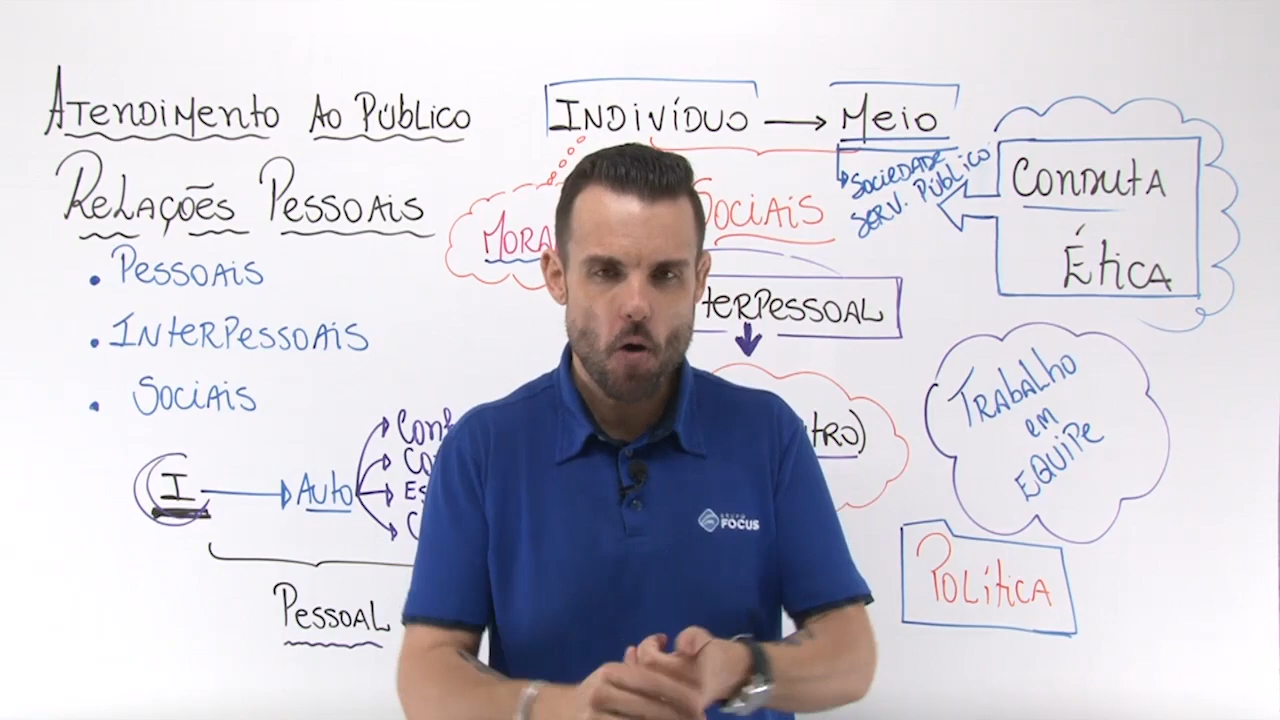 Atendimento Ao Público
Relações Pessoais
• Pessoais
• Interpessoais
• Sociais
I
Auto
Pessoal
Indivíduo → Meio
Sociedade
Serv. Público
Sociais
Conduta
Ética
Trabalho
em
Equipe
Política
GRUPO
FOCUS